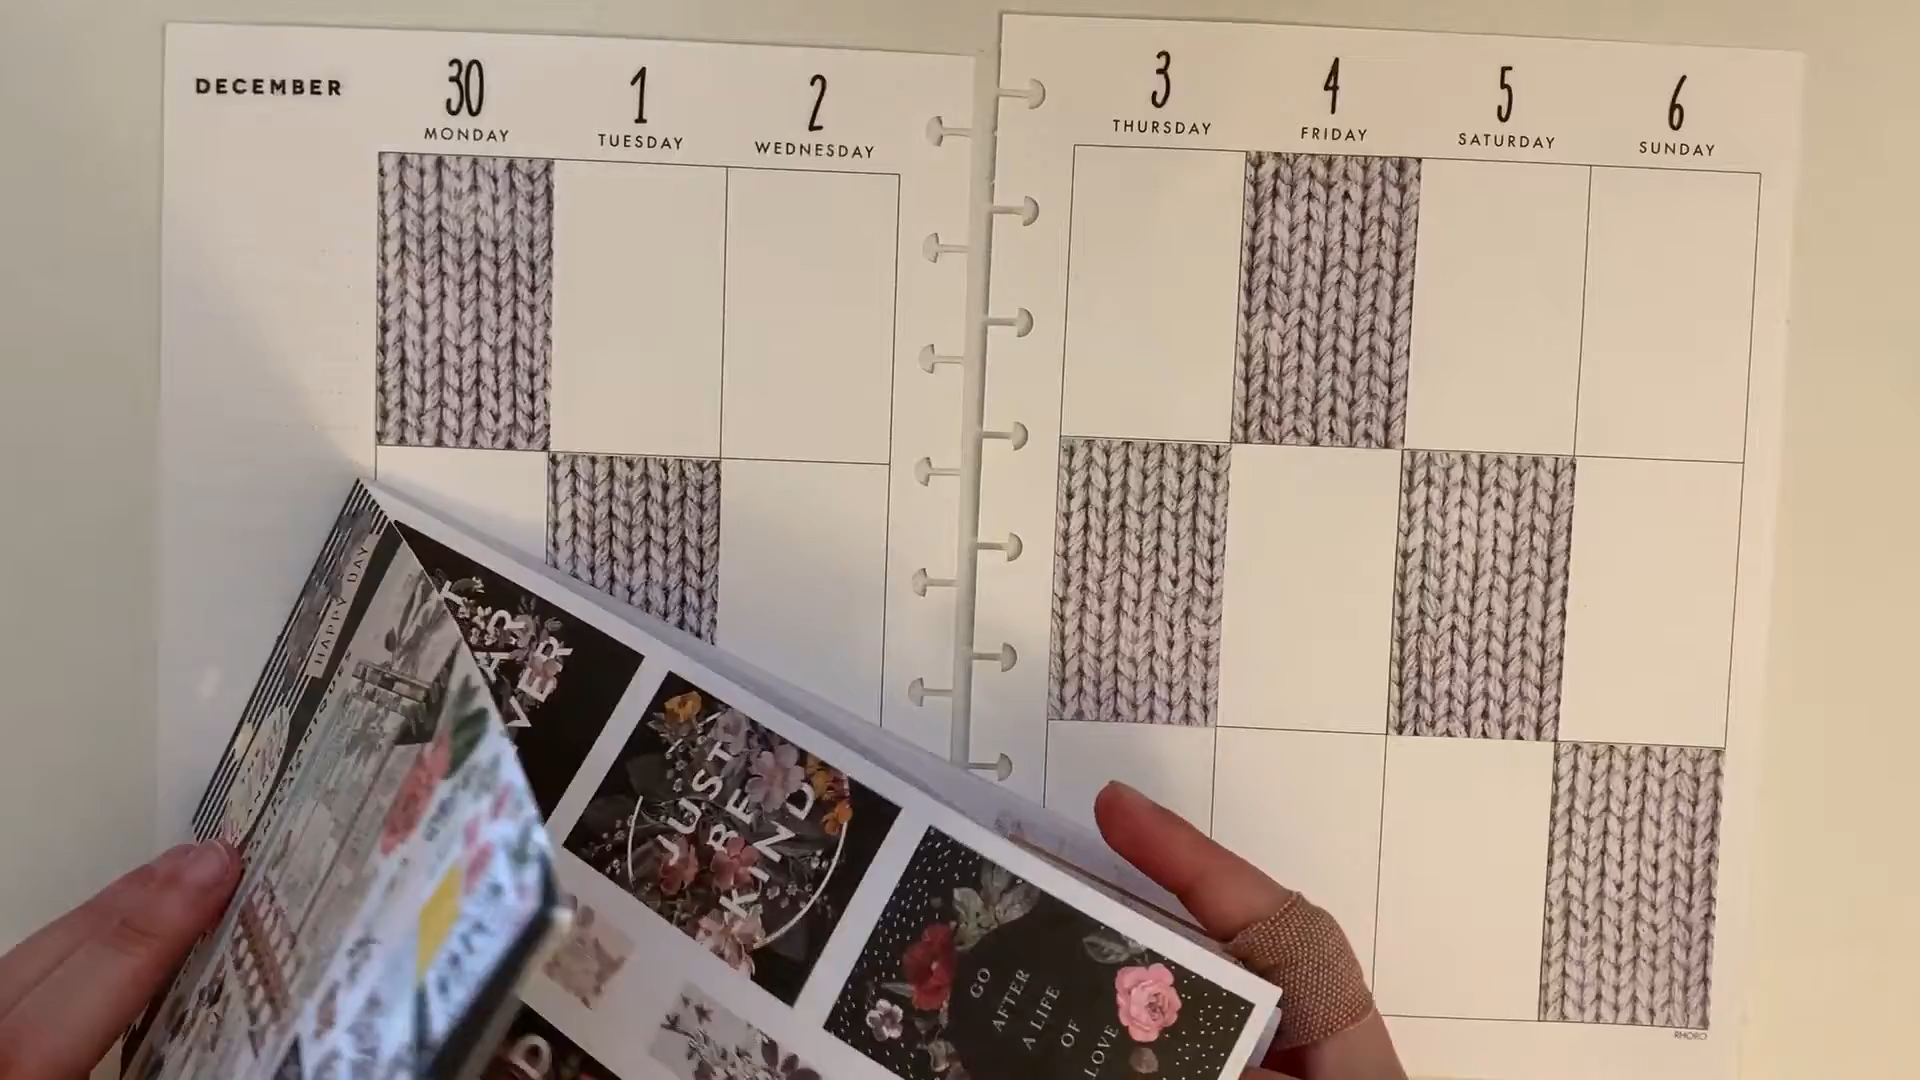 DECEMBER
30
MONDAY
1
TUESDAY
2
WEDNESDAY
3
THURSDAY
4
FRIDAY
5
SATURDAY
6
SUNDAY
HAPPY DAY
JUST
BE
KIND
GO
AFTER
A LIFE
OF
LOVE